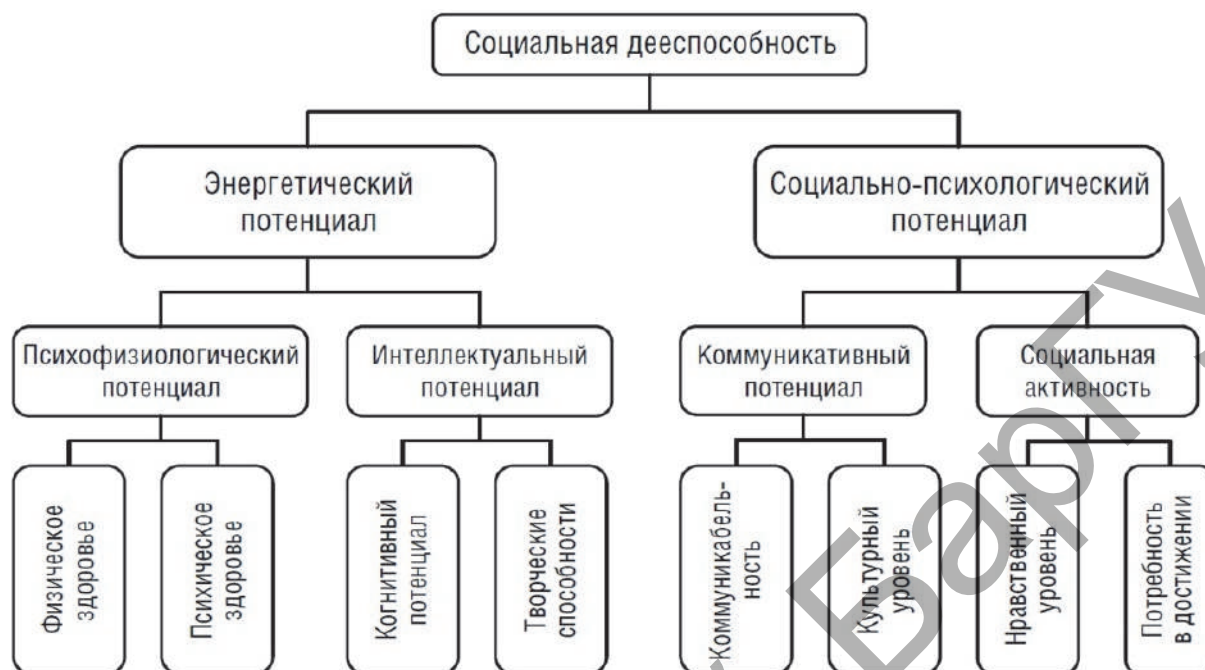 Социальная дееспособность
Энергетический
потенциал
Социально-психологический
потенциал
Психофизиологический
потенциал
Интеллектуальный
потенциал
Коммуникативный
потенциал
Социальная
активность
Физическое
здоровье
Психическое
здоровье
Когнитивный
потенциал
Творческие
способности
Коммуникабель-
ность
Культурный
уровень
Нравственный
уровень
Потребность
в достижении
БарГУ